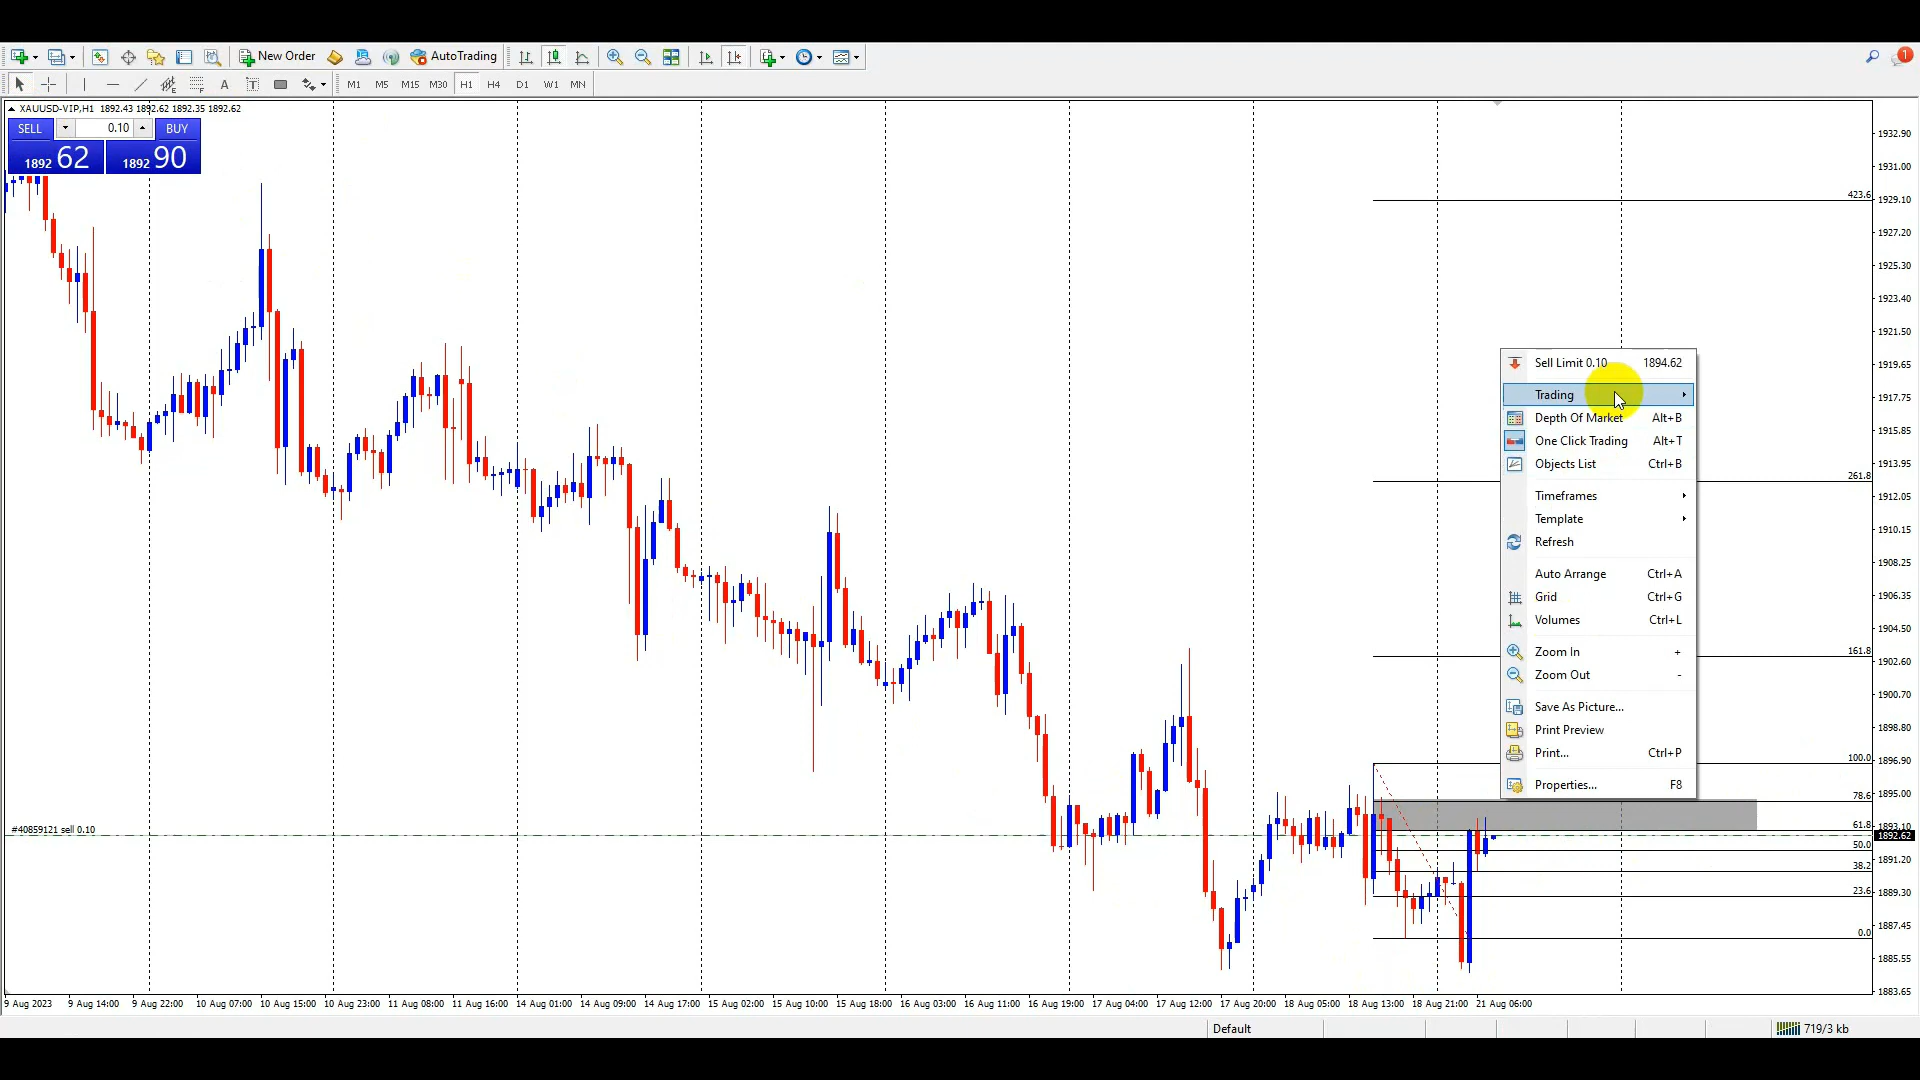 New Order
AutoTrading
1
A
T
M1 M5 M15 M30 H1 H4 D1 W1 MN
XAUUSD-VIP,H1 1892.43 1892.62 1892.35 1892.62
SELL 0.10 BUY
1892 62 1892 90
1932.90
1931.00
423.6
1929.10
1927.20
1925.30
1923.40
1921.50
Sell Limit 0.10 1894.62
1919.65
Trading
1917.75
Depth Of Market Alt+B
1915.85
One Click Trading Alt+T
Objects List Ctrl+B
1913.95
261.8
Timeframes
1912.05
Template
1910.15
Refresh
1908.25
Auto Arrange Ctrl+A
Grid Ctrl+G
1906.35
Volumes Ctrl+L
1904.50
Zoom In +
161.8
1902.60
Zoom Out -
1900.70
Save As Picture...
1898.80
Print Preview
Print... Ctrl+P
100.0
1896.90
Properties... F8
1895.00
78.6
#40859121 sell 0.10
61.8
1893.10
1892.62
50.0
1891.20
38.2
23.6
1889.30
1887.45
0.0
1885.55
1883.65
9 Aug 2023 9 Aug 14:00 9 Aug 22:00 10 Aug 07:00 10 Aug 15:00 10 Aug 23:00 11 Aug 08:00 11 Aug 16:00 14 Aug 01:00 14 Aug 09:00 14 Aug 17:00 15 Aug 02:00 15 Aug 10:00 15 Aug 18:00 16 Aug 03:00 16 Aug 11:00 16 Aug 19:00 17 Aug 04:00 17 Aug 12:00 17 Aug 20:00 18 Aug 05:00 18 Aug 13:00 18 Aug 21:00 21 Aug 06:00
Default 719/3 kb